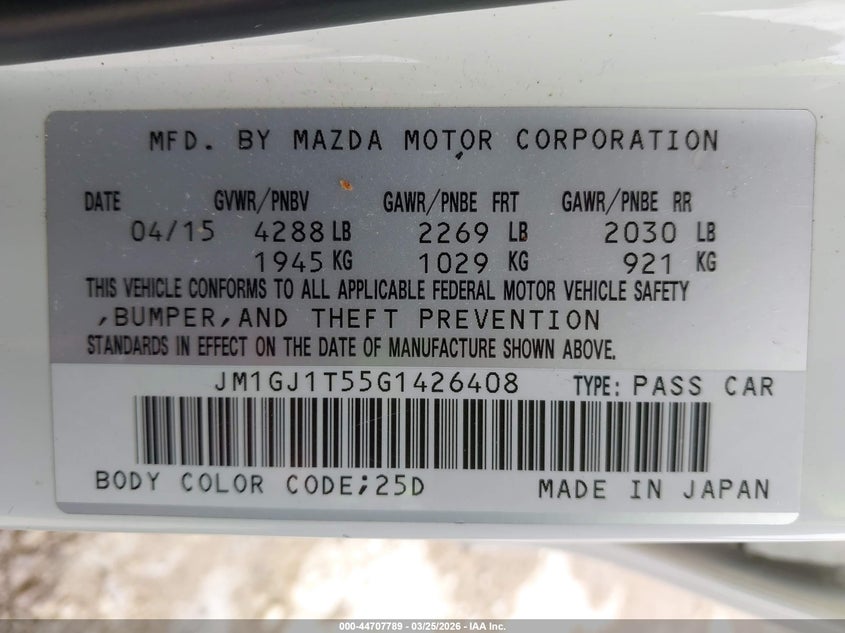 MFD. BY MAZDA MOTOR CORPORATION
DATE GVWR/PNBV GAWR/PNBE FRT GAWR/PNBE RR
04/15 4288 LB 2269 LB 2030 LB
1945 KG 1029 KG 921 KG
THIS VEHICLE CONFORMS TO ALL APPLICABLE FEDERAL MOTOR VEHICLE SAFETY
,BUMPER,AND THEFT PREVENTION
STANDARDS IN EFFECT ON THE DATE OF MANUFACTURE SHOWN ABOVE.
JM1GJ1T55G1426408 TYPE: PASS CAR
BODY COLOR CODE;25D MADE IN JAPAN
000-44707789 - 03/25/2026 - IAA Inc.